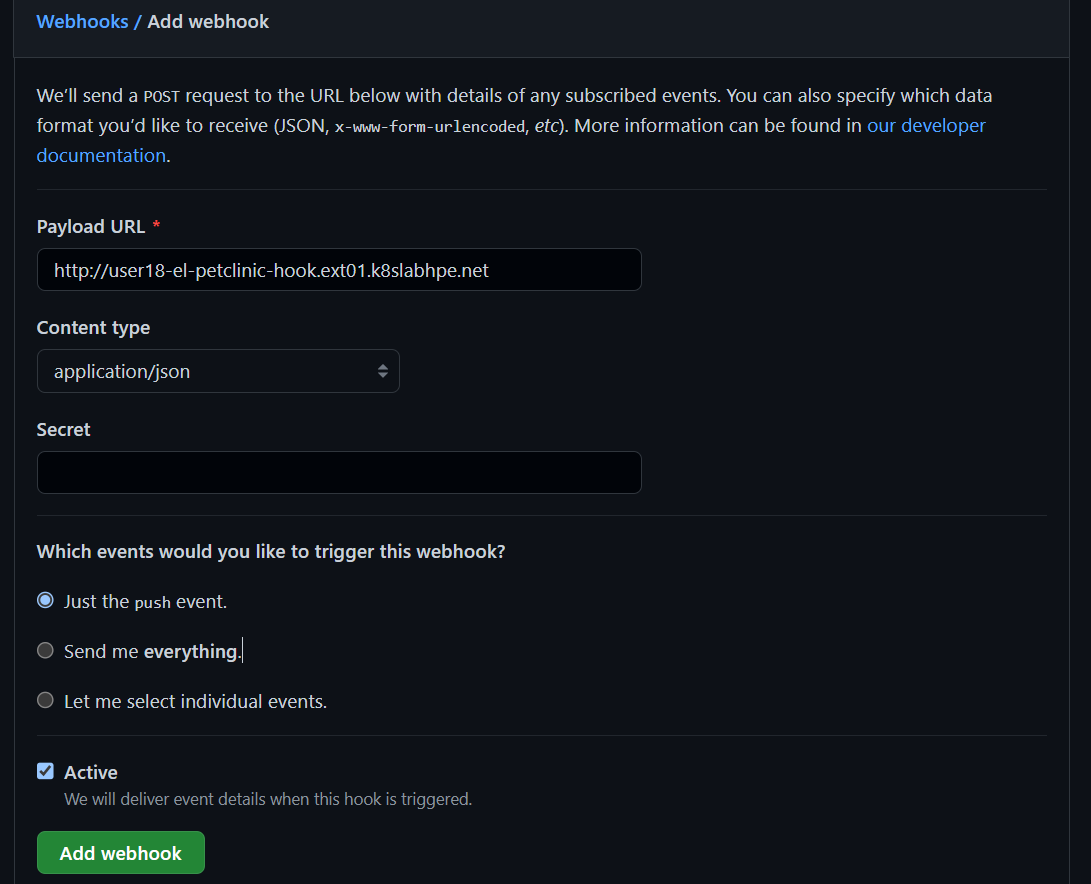 Webhooks / Add webhook
We’ll send a POST request to the URL below with details of any subscribed events. You can also specify which data
format you’d like to receive (JSON, x-www-form-urlencoded, etc). More information can be found in our developer
documentation.
Payload URL *
http://user18-el-petclinic-hook.ext01.k8slabhpe.net
Content type
application/json
Secret
Which events would you like to trigger this webhook?
Just the push event.
Send me everything.
Let me select individual events.
Active
We will deliver event details when this hook is triggered.
Add webhook